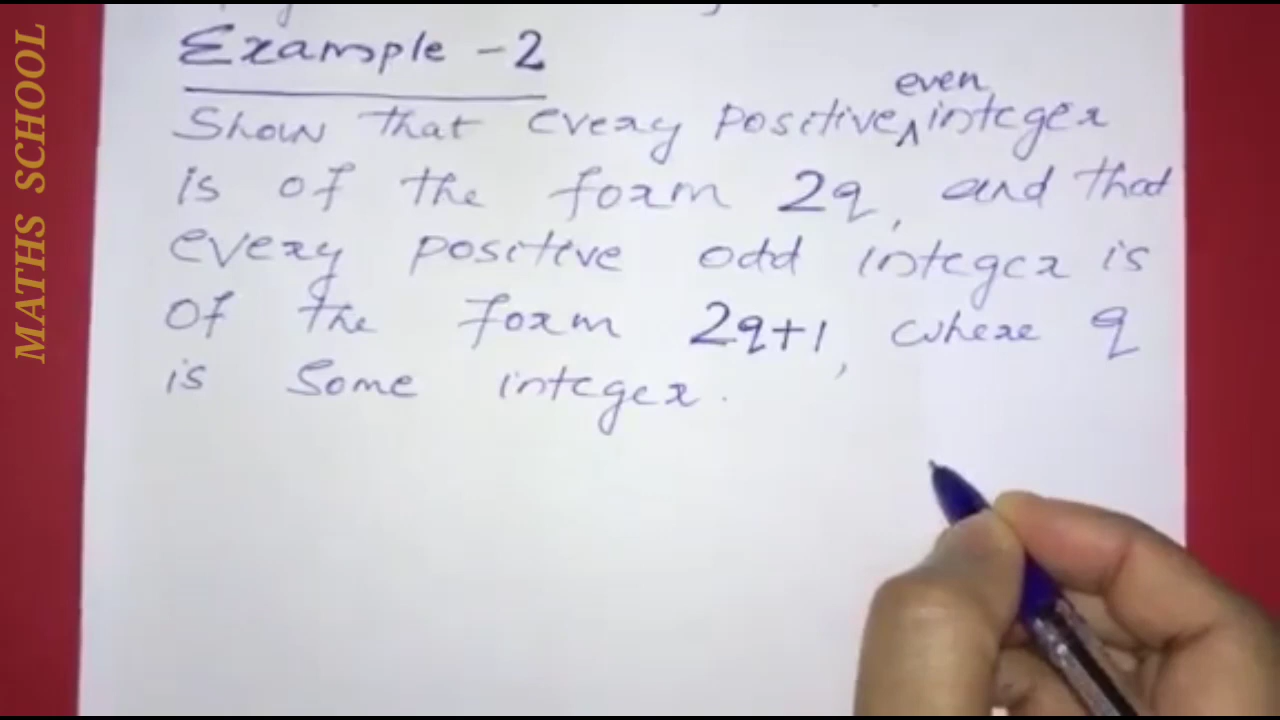 MATHS SCHOOL
Example - 2
Show that every positive even integer
is of the form 2q, and that
every positive odd integer is
of the form 2q+1, where q
is some integer.